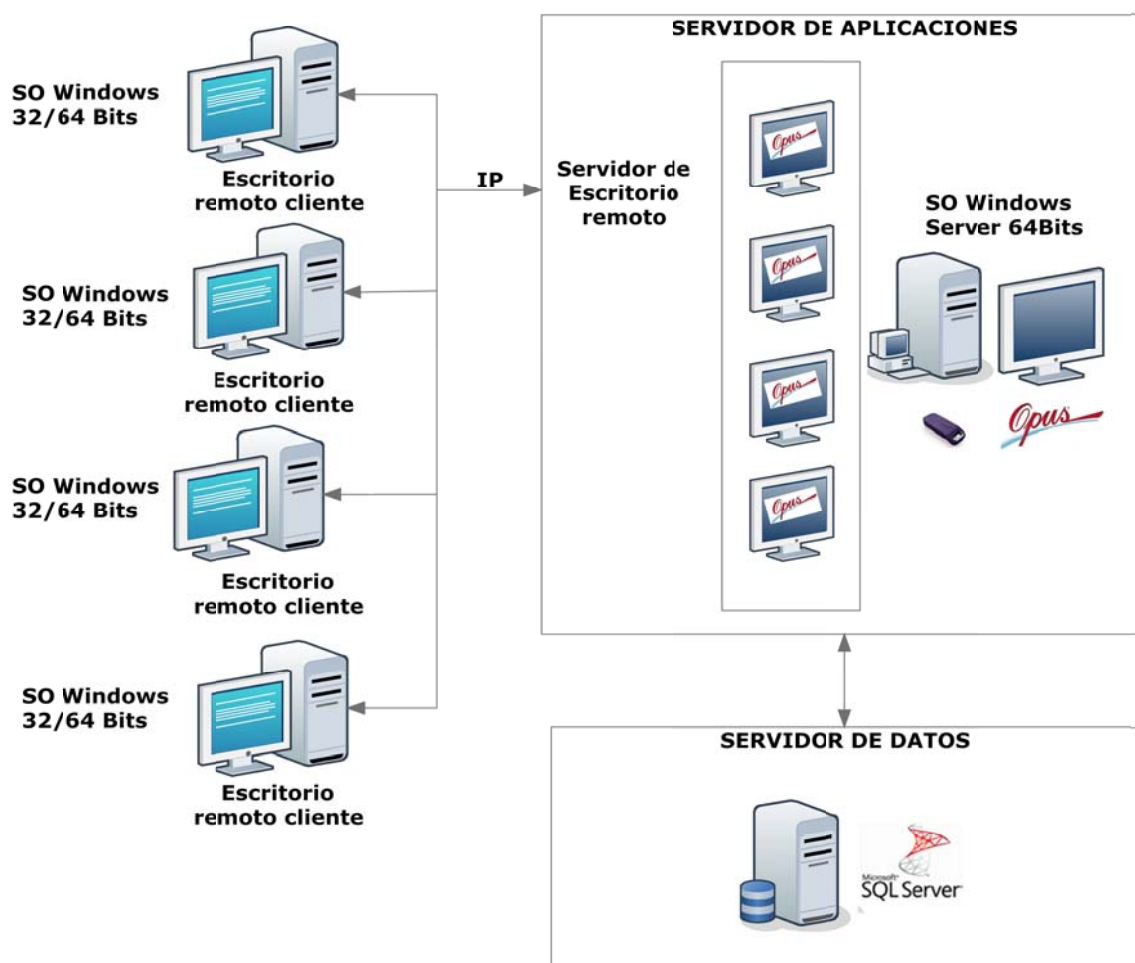 SERVIDOR DE APLICACIONES
SO Windows
32/64 Bits
Escritorio
remoto cliente
SO Windows
32/64 Bits
Escritorio
remoto cliente
SO Windows
32/64 Bits
Escritorio
remoto cliente
SO Windows
32/64 Bits
Escritorio
remoto cliente
IP
Servidor de
Escritorio
remoto
Opus
Opus
Opus
Opus
SO Windows
Server 64Bits
Opus
SERVIDOR DE DATOS
Microsoft
SQL Server